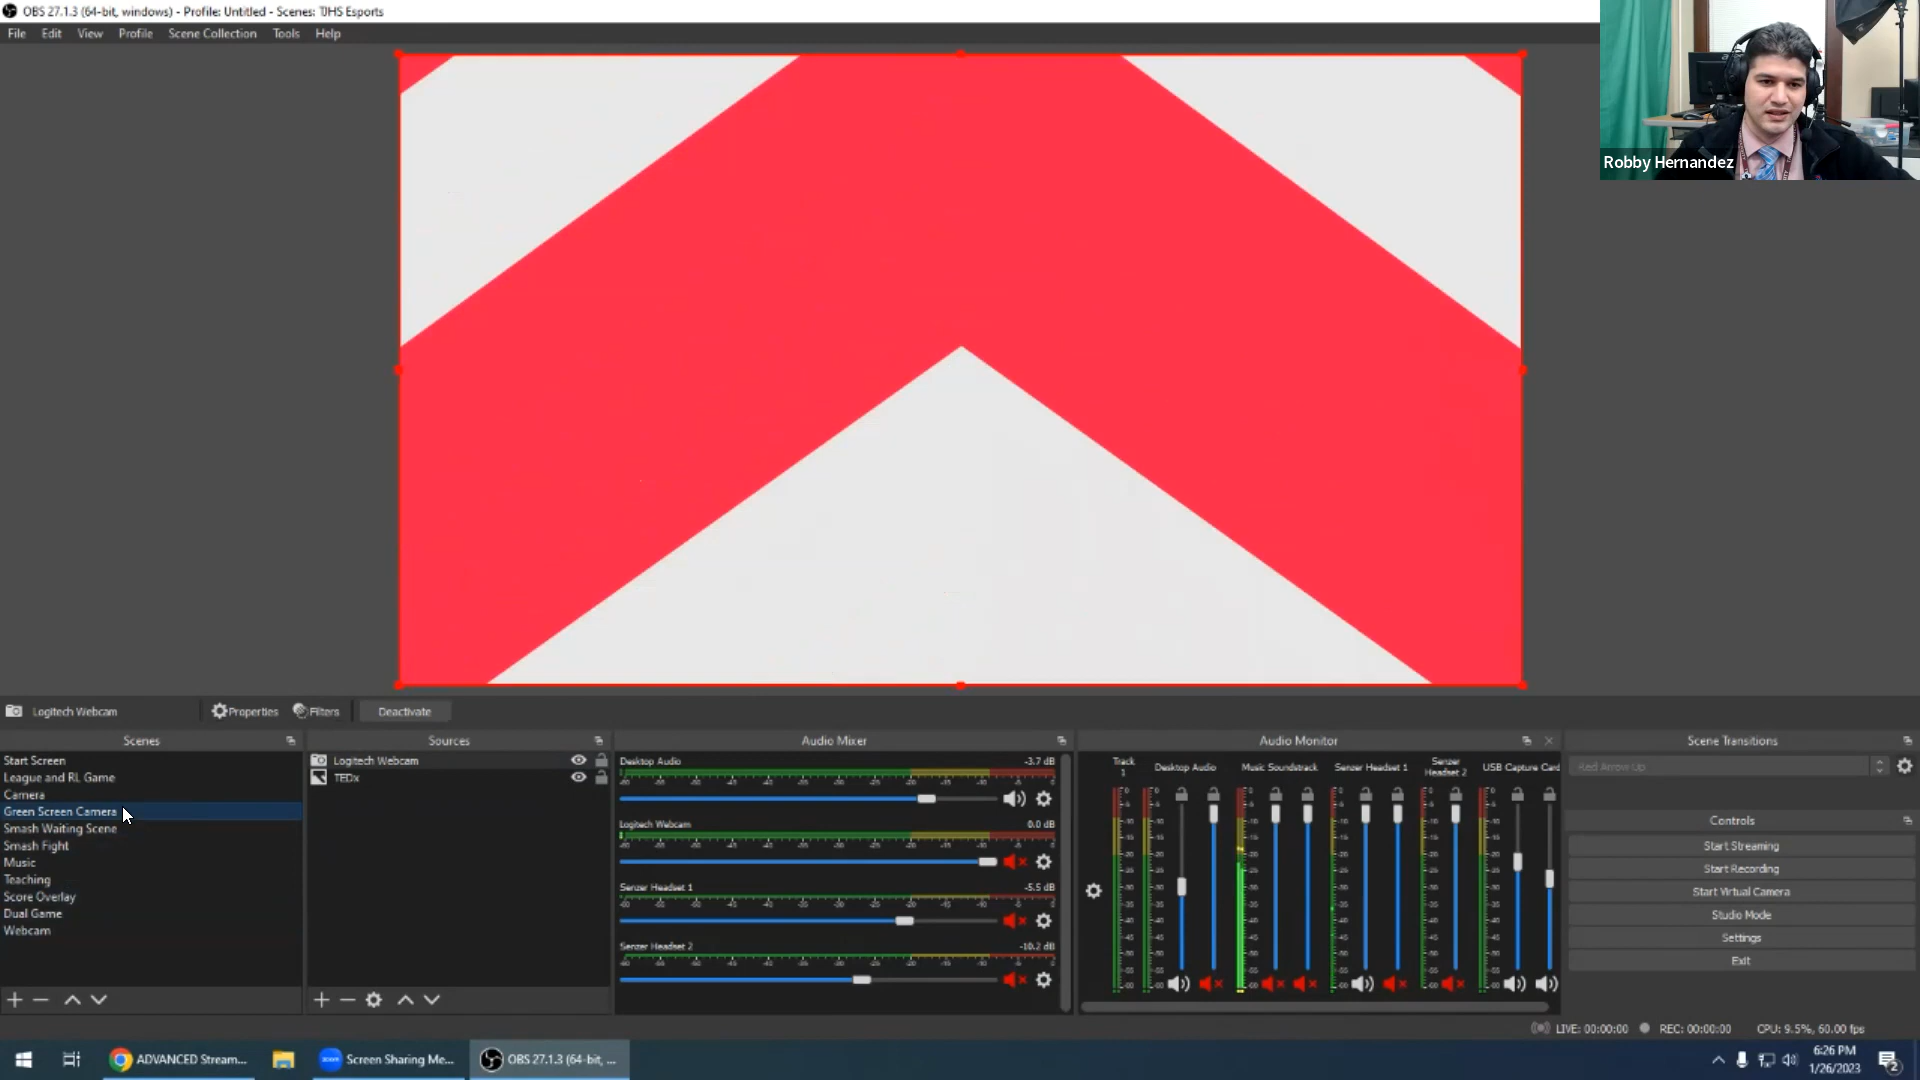 OBS 27.1.3 (64-bit, windows) - Profile: Untitled - Scenes: TJHS Esports
File Edit View Profile Scene Collection Tools Help
Robby Hernandez
Logitech Webcam Properties Filters Deactivate
Scenes
Start Screen
League and RL Game
Camera
Green Screen Camera
Smash Waiting Scene
Smash Fight
Music
Teaching
Score Overlay
Dual Game
Webcam
Sources
Logitech Webcam
TEDx
Audio Mixer
Desktop Audio -3.7 dB
Logitech Webcam 0.0 dB
Senzer Headset 1 -5.5 dB
Senzer Headset 2 -10.2 dB
Audio Monitor
Track 1
Desktop Audio
Music Soundtrack
Senzer Headset 1
Senzer Headset 2
USB Capture Card
Scene Transitions
Red Arrow Up
Controls
Start Streaming
Start Recording
Start Virtual Camera
Studio Mode
Settings
Exit
LIVE: 00:00:00 REC: 00:00:00 CPU: 9.5%, 60.00 fps
ADVANCED Stream...
zoom
Screen Sharing Me...
OBS 27.1.3 (64-bit, ...
6:26 PM
1/26/2023
2